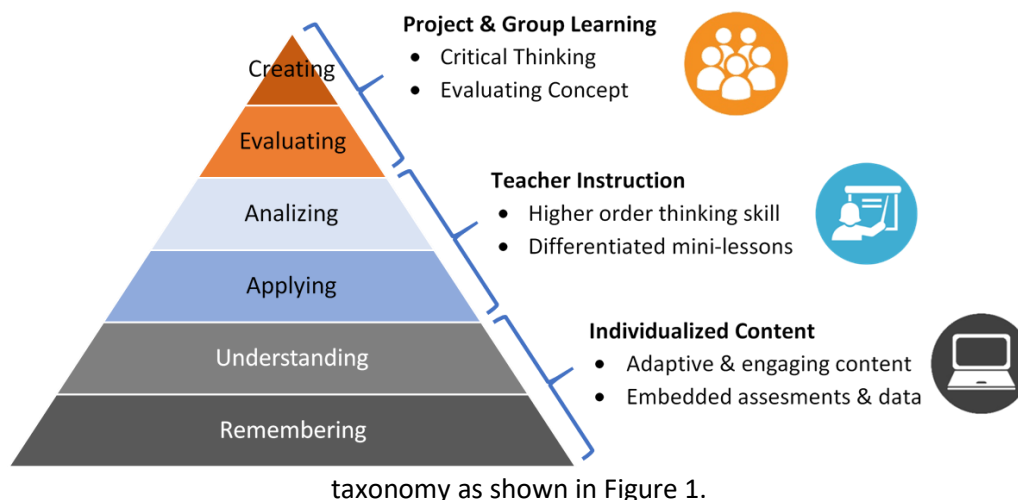 Project & Group Learning
• Critical Thinking
• Evaluating Concept
Creating
Evaluating
Teacher Instruction
• Higher order thinking skill
• Differentiated mini-lessons
Analizing
Applying
Individualized Content
• Adaptive & engaging content
• Embedded assesments & data
Understanding
Remembering
taxonomy as shown in Figure 1.